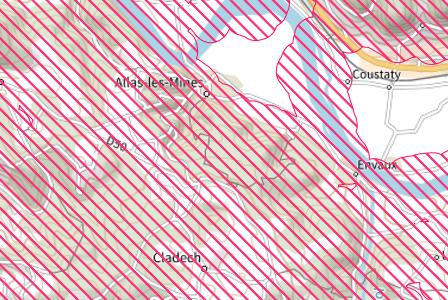 Coustaty
Allas-les-Mines
D50
Envaux
Cladech